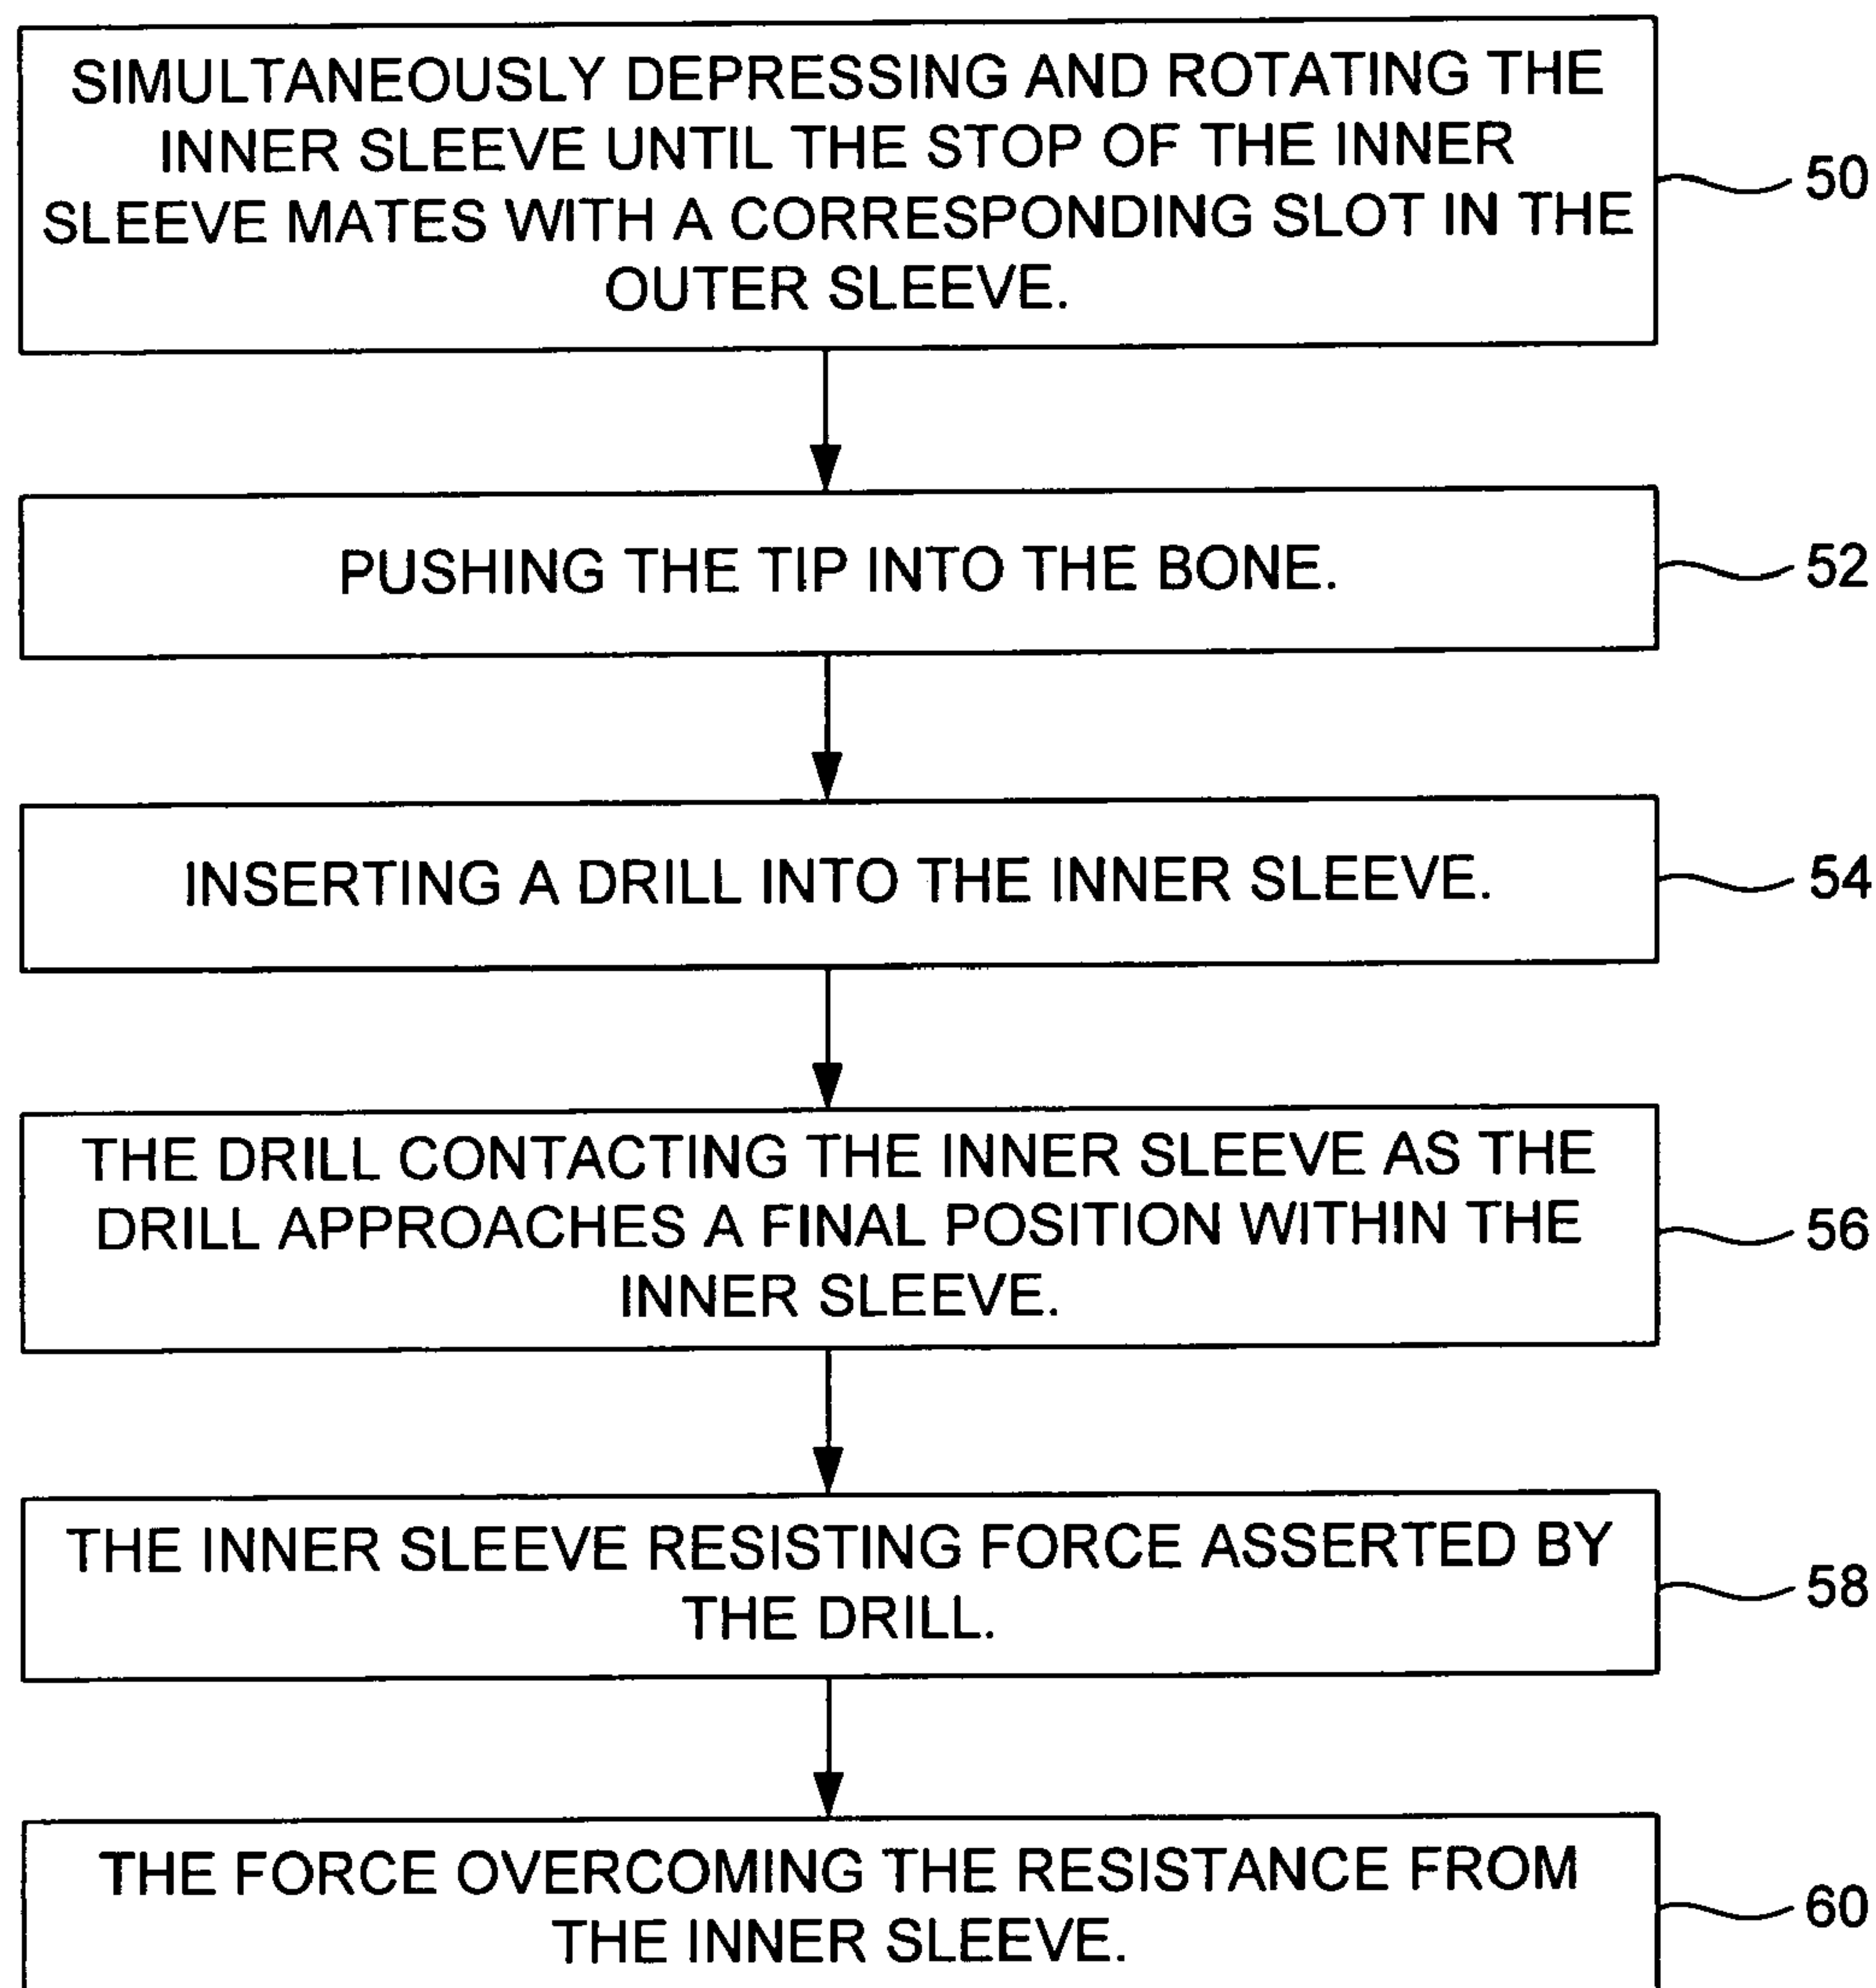 SIMULTANEOUSLY DEPRESSING AND ROTATING THE
INNER SLEEVE UNTIL THE STOP OF THE INNER
SLEEVE MATES WITH A CORRESPONDING SLOT IN THE
OUTER SLEEVE.
50
PUSHING THE TIP INTO THE BONE.
52
INSERTING A DRILL INTO THE INNER SLEEVE.
54
THE DRILL CONTACTING THE INNER SLEEVE AS THE
DRILL APPROACHES A FINAL POSITION WITHIN THE
INNER SLEEVE.
56
THE INNER SLEEVE RESISTING FORCE ASSERTED BY
THE DRILL.
58
THE FORCE OVERCOMING THE RESISTANCE FROM
THE INNER SLEEVE.
60